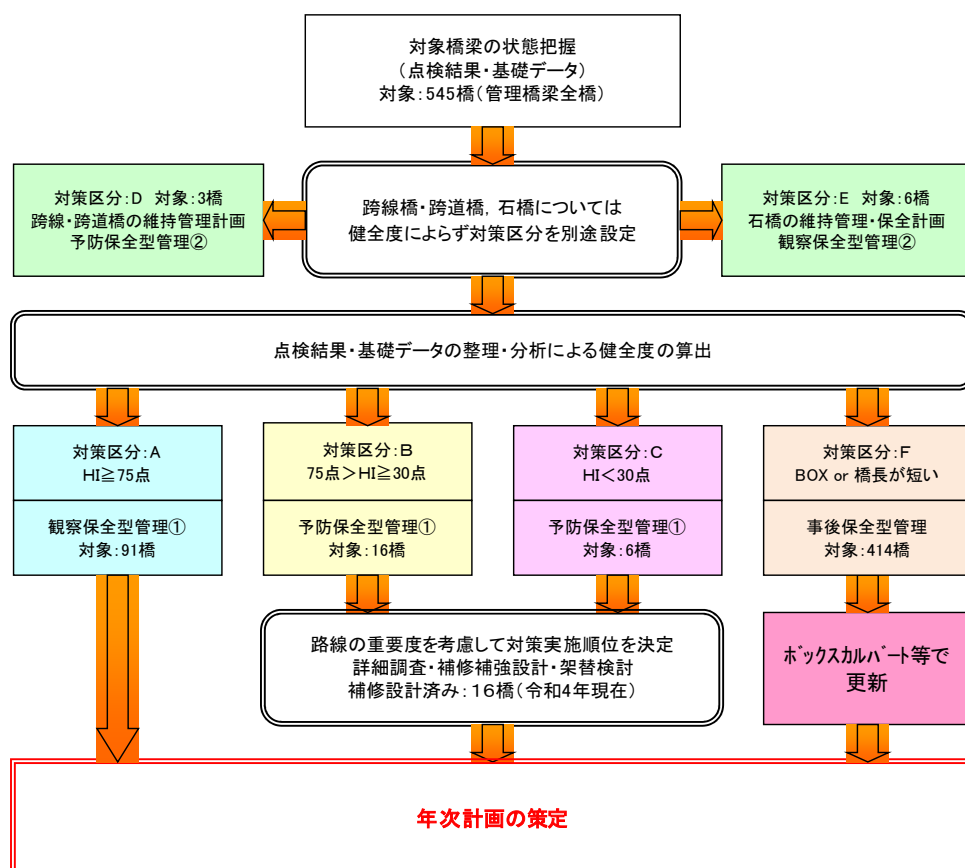 対象橋梁の状態把握
(点検結果・基礎データ)
対象:545橋(管理橋梁全橋)
対策区分:D 対象:3橋
跨線・跨道橋の維持管理計画
予防保全型管理②
跨線橋・跨道橋，石橋については
健全度によらず対策区分を別途設定
対策区分:E 対象:6橋
石橋の維持管理・保全計画
観察保全型管理②
点検結果・基礎データの整理・分析による健全度の算出
対策区分:A
HI≧75点
観察保全型管理①
対象:91橋
対策区分:B
75点>HI≧30点
予防保全型管理①
対象:16橋
対策区分:C
HI<30点
予防保全型管理①
対象:6橋
対策区分:F
BOX or 橋長が短い
事後保全型管理
対象:414橋
路線の重要度を考慮して対策実施順位を決定
詳細調査・補修補強設計・架替検討
補修設計済み:16橋(令和4年現在)
ﾎﾞｯｸｽｶﾙﾊﾞｰﾄ等で
更新
年次計画の策定